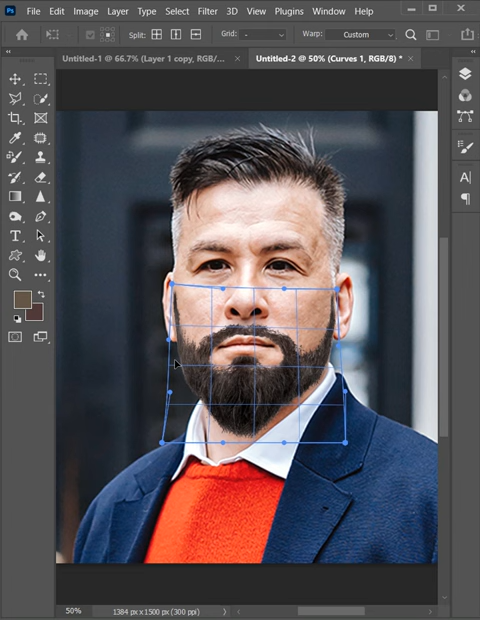 Ps File Edit Image Layer Type Select Filter 3D View Plugins Window Help
Split: Grid: - Warp: Custom
Untitled-1 @ 66.7% (Layer 1 copy, RGB/... × Untitled-2 @ 50% (Curves 1, RGB/8) * ×
50% 1384 px x 1500 px (300 ppi)